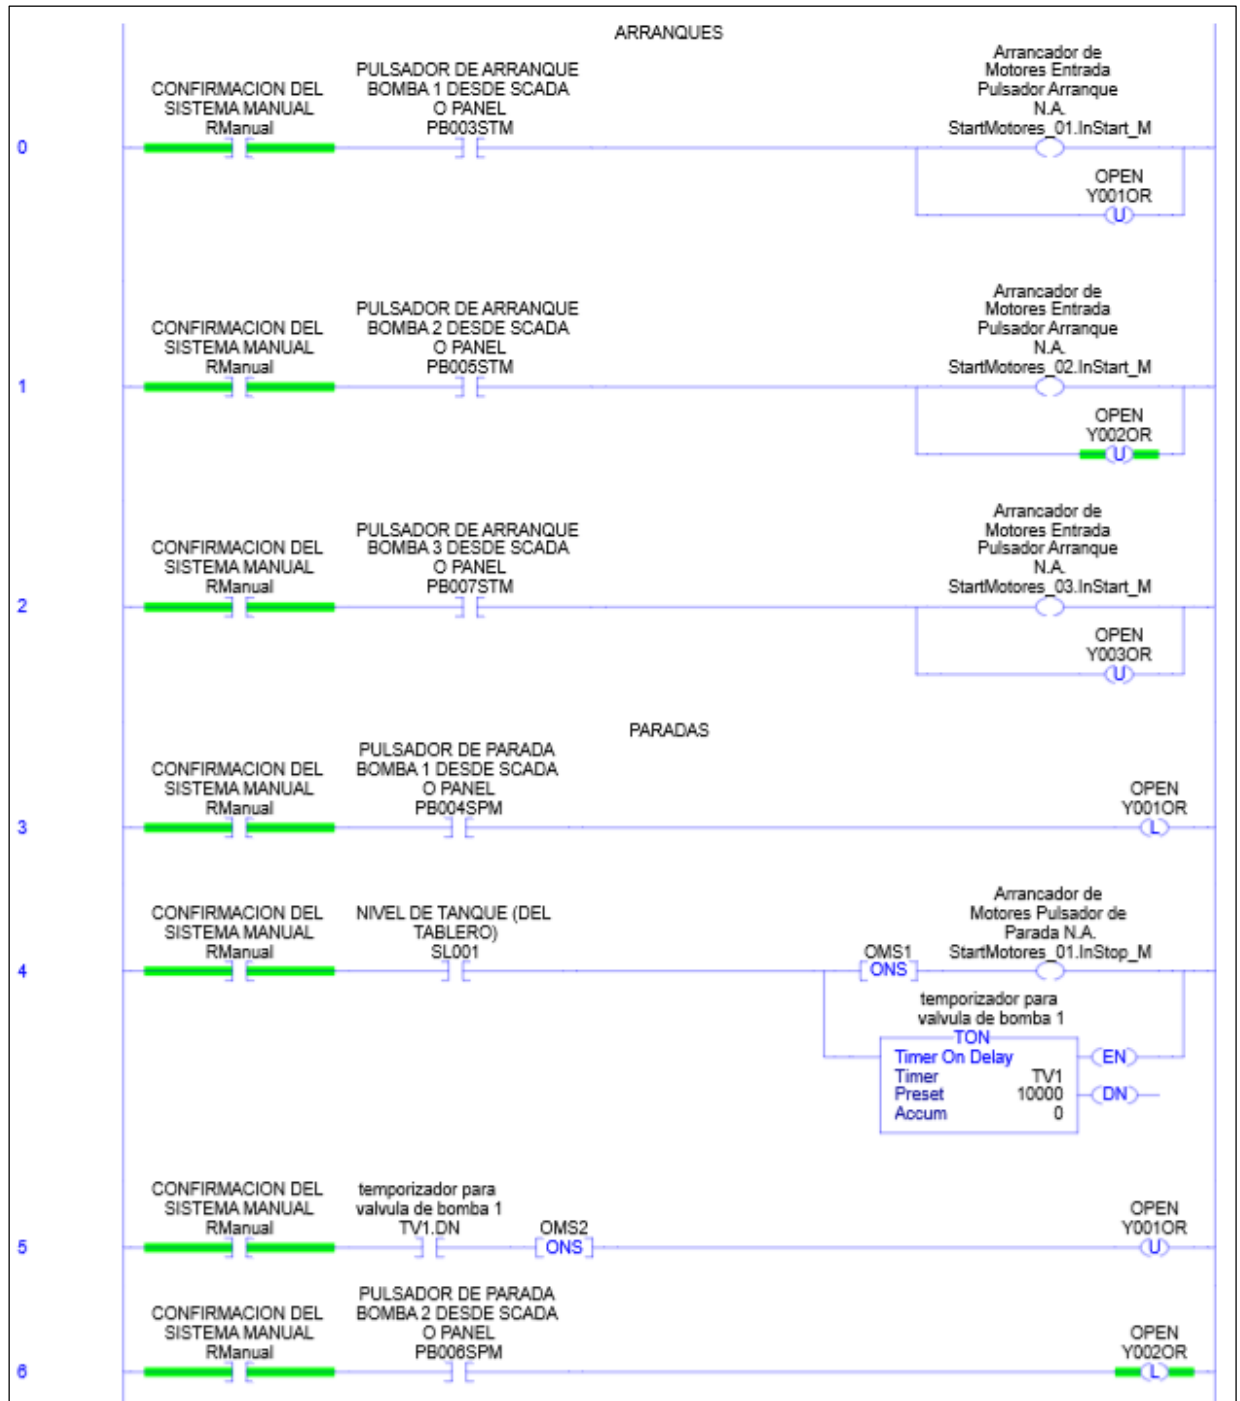 ARRANQUES
CONFIRMACION DEL
SISTEMA MANUAL
RManual
PULSADOR DE ARRANQUE
BOMBA 1 DESDE SCADA
O PANEL
PB003STM
Arrancador de
Motores Entrada
Pulsador Arranque
N.A.
StartMotores_01.InStart_M
0
OPEN
Y001OR
U
CONFIRMACION DEL
SISTEMA MANUAL
RManual
PULSADOR DE ARRANQUE
BOMBA 2 DESDE SCADA
O PANEL
PB005STM
Arrancador de
Motores Entrada
Pulsador Arranque
N.A.
StartMotores_02.InStart_M
1
OPEN
Y002OR
U
CONFIRMACION DEL
SISTEMA MANUAL
RManual
PULSADOR DE ARRANQUE
BOMBA 3 DESDE SCADA
O PANEL
PB007STM
Arrancador de
Motores Entrada
Pulsador Arranque
N.A.
StartMotores_03.InStart_M
2
OPEN
Y003OR
U
PARADAS
CONFIRMACION DEL
SISTEMA MANUAL
RManual
PULSADOR DE PARADA
BOMBA 1 DESDE SCADA
O PANEL
PB004SPM
OPEN
Y001OR
3
L
CONFIRMACION DEL
SISTEMA MANUAL
RManual
NIVEL DE TANQUE (DEL
TABLERO)
SL001
OMS1
ONS
Arrancador de
Motores Pulsador de
Parada N.A.
StartMotores_01.InStop_M
4
temporizador para
valvula de bomba 1
TON
Timer On Delay
Timer TV1
Preset 10000
Accum 0
EN
DN
CONFIRMACION DEL
SISTEMA MANUAL
RManual
temporizador para
valvula de bomba 1
TV1.DN
OMS2
ONS
OPEN
Y001OR
5
U
CONFIRMACION DEL
SISTEMA MANUAL
RManual
PULSADOR DE PARADA
BOMBA 2 DESDE SCADA
O PANEL
PB006SPM
OPEN
Y002OR
6
L